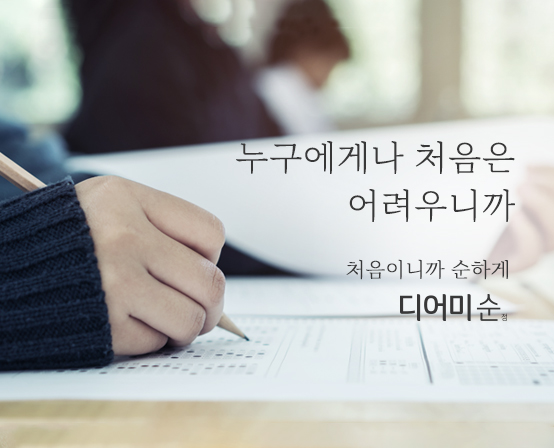 누구에게나 처음은
어려우니까
처음이니까 순하게
디어미순정